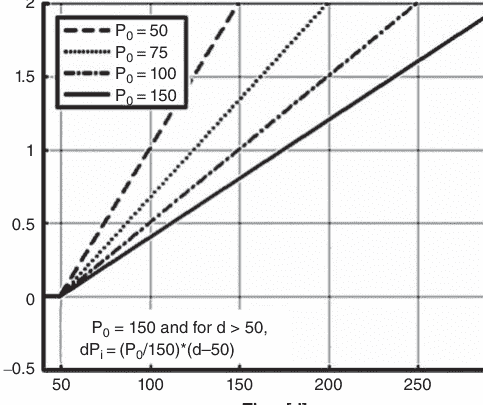 2
1.5
1
0.5
0
−0.5
P0 = 50
P0 = 75
P0 = 100
P0 = 150
P0 = 150 and for d > 50,
dPi = (P0/150)*(d–50)
50 100 150 200 250